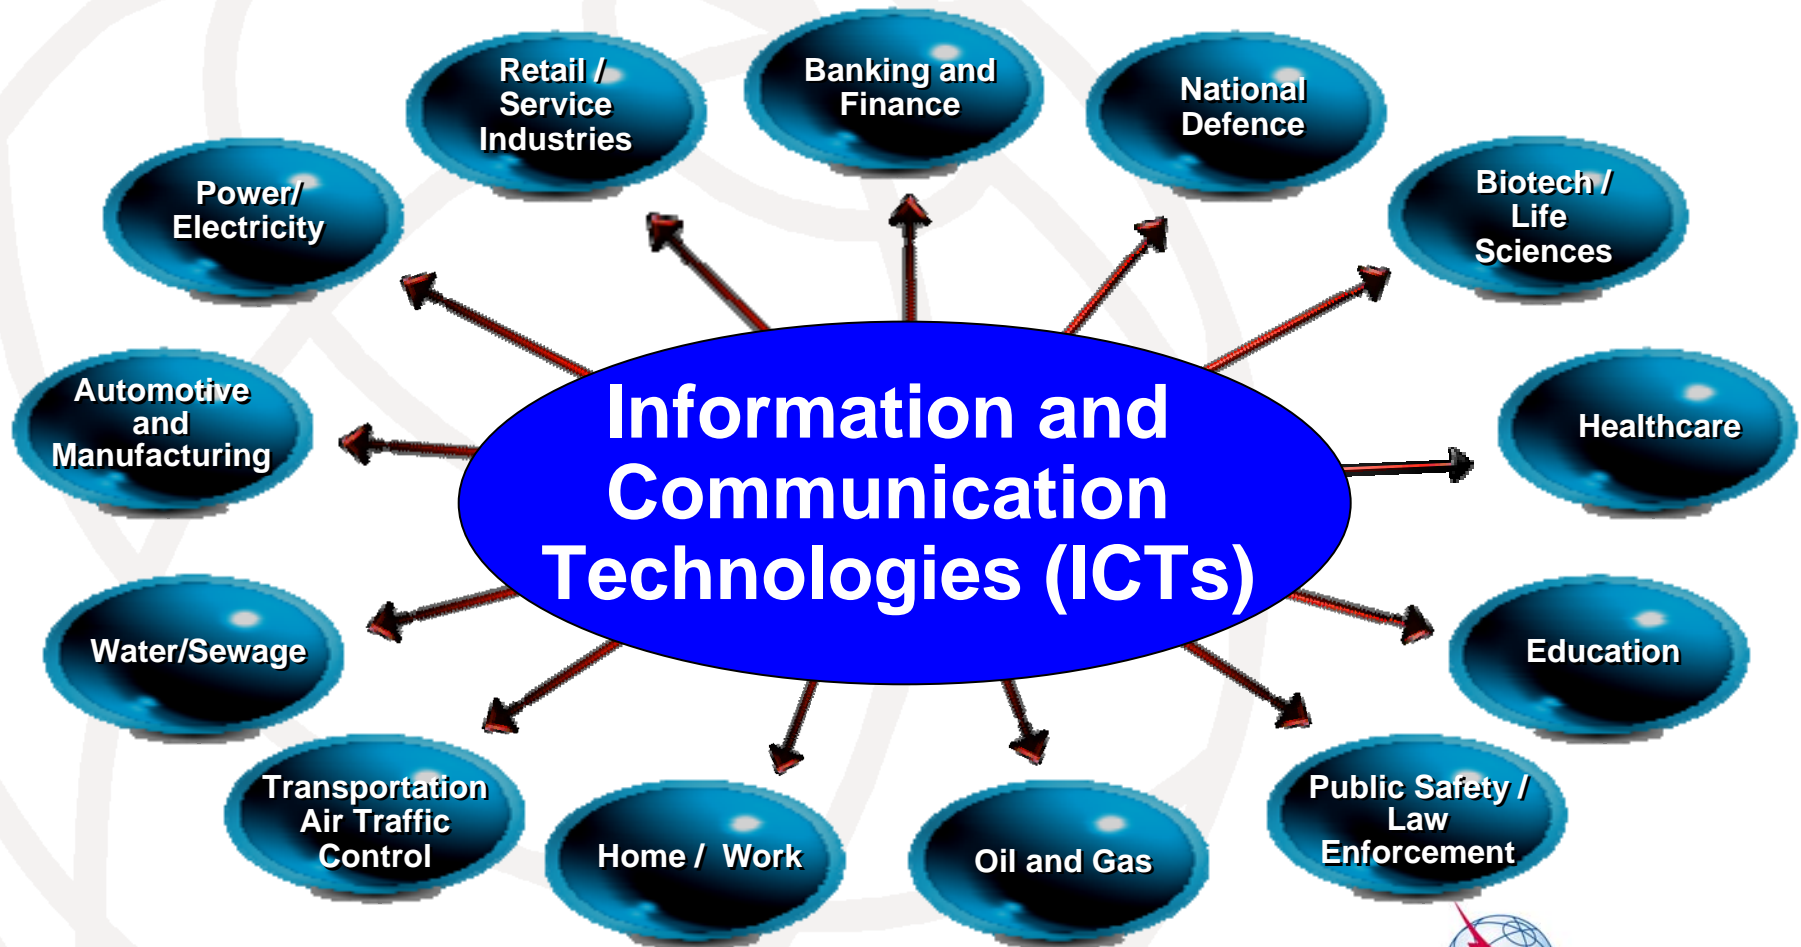 Retail /
Service
Industries
Banking and
Finance
National
Defence
Power/
Electricity
Biotech /
Life
Sciences
Automotive
and
Manufacturing
Information and
Communication
Technologies (ICTs)
Healthcare
Water/Sewage
Education
Transportation
Air Traffic
Control
Home / Work
Oil and Gas
Public Safety /
Law
Enforcement